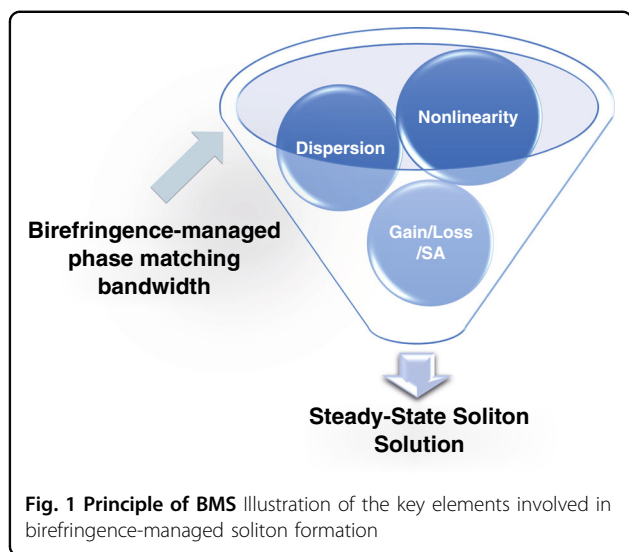 Nonlinearity
Dispersion
Gain/Loss
/SA
Birefringence-managed
phase matching
bandwidth
Steady-State Soliton
Solution
Fig. 1 Principle of BMS Illustration of the key elements involved in
birefringence-managed soliton formation